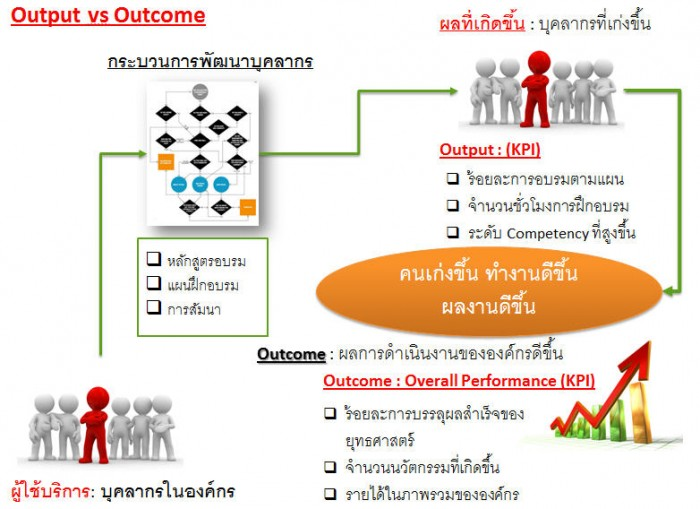 Output vs Outcome
ผลที่เกิดขึ้น : บุคลากรที่เก่งขึ้น
กระบวนการพัฒนาบุคลากร
Output : (KPI)
ร้อยละการอบรมตามแผน
จำนวนชั่วโมงการฝึกอบรม
ระดับ Competency ที่สูงขึ้น
หลักสูตรอบรม
แผนฝึกอบรม
การสัมนา
คนเก่งขึ้น ทำงานดีขึ้น
ผลงานดีขึ้น
Outcome : ผลการดำเนินงานขององค์กรดีขึ้น
Outcome : Overall Performance (KPI)
ร้อยละการบรรลุผลสำเร็จของ
ยุทธศาสตร์
จำนวนนวัตกรรมที่เกิดขึ้น
รายได้ในภาพรวมขององค์กร
ผู้ใช้บริการ: บุคลากรในองค์กร